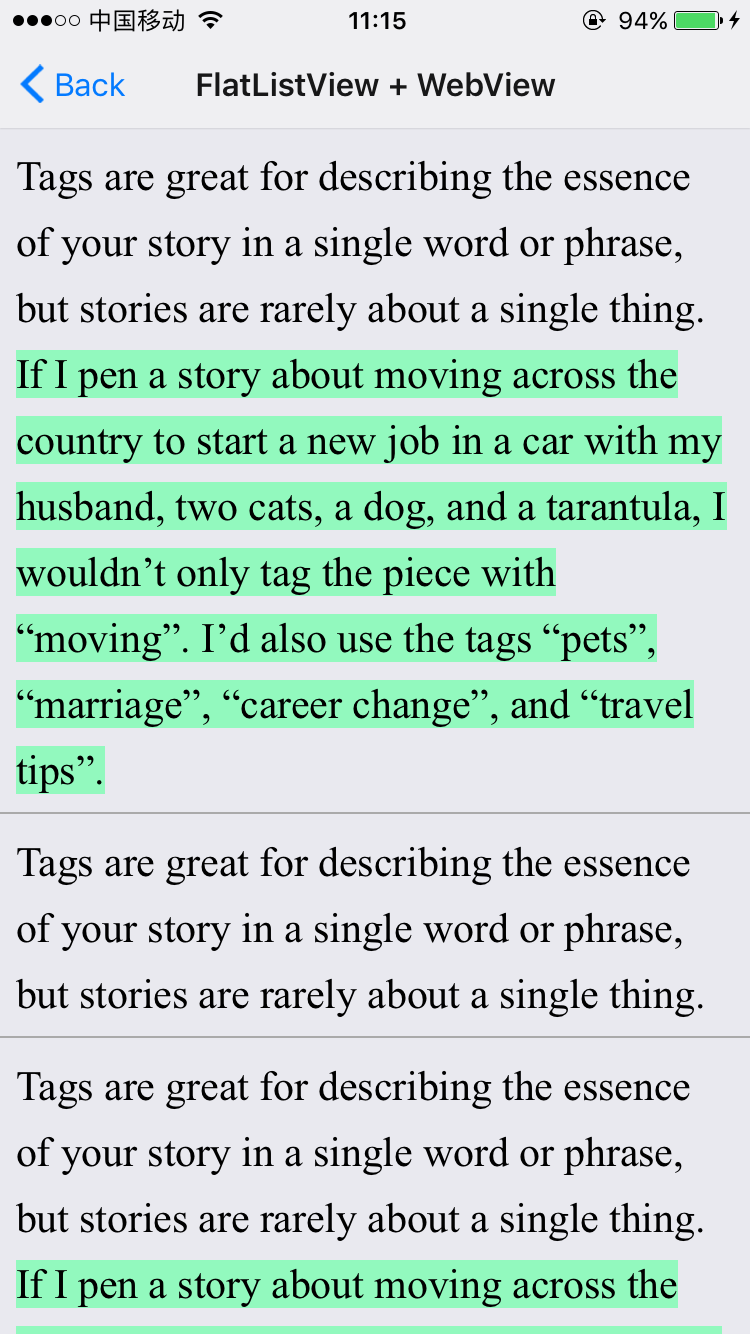 中国移动 11:15 94%
Back FlatListView + WebView
Tags are great for describing the essence
of your story in a single word or phrase,
but stories are rarely about a single thing.
If I pen a story about moving across the
country to start a new job in a car with my
husband, two cats, a dog, and a tarantula, I
wouldn’t only tag the piece with
“moving”. I’d also use the tags “pets”,
“marriage”, “career change”, and “travel
tips”.
Tags are great for describing the essence
of your story in a single word or phrase,
but stories are rarely about a single thing.
Tags are great for describing the essence
of your story in a single word or phrase,
but stories are rarely about a single thing.
If I pen a story about moving across the